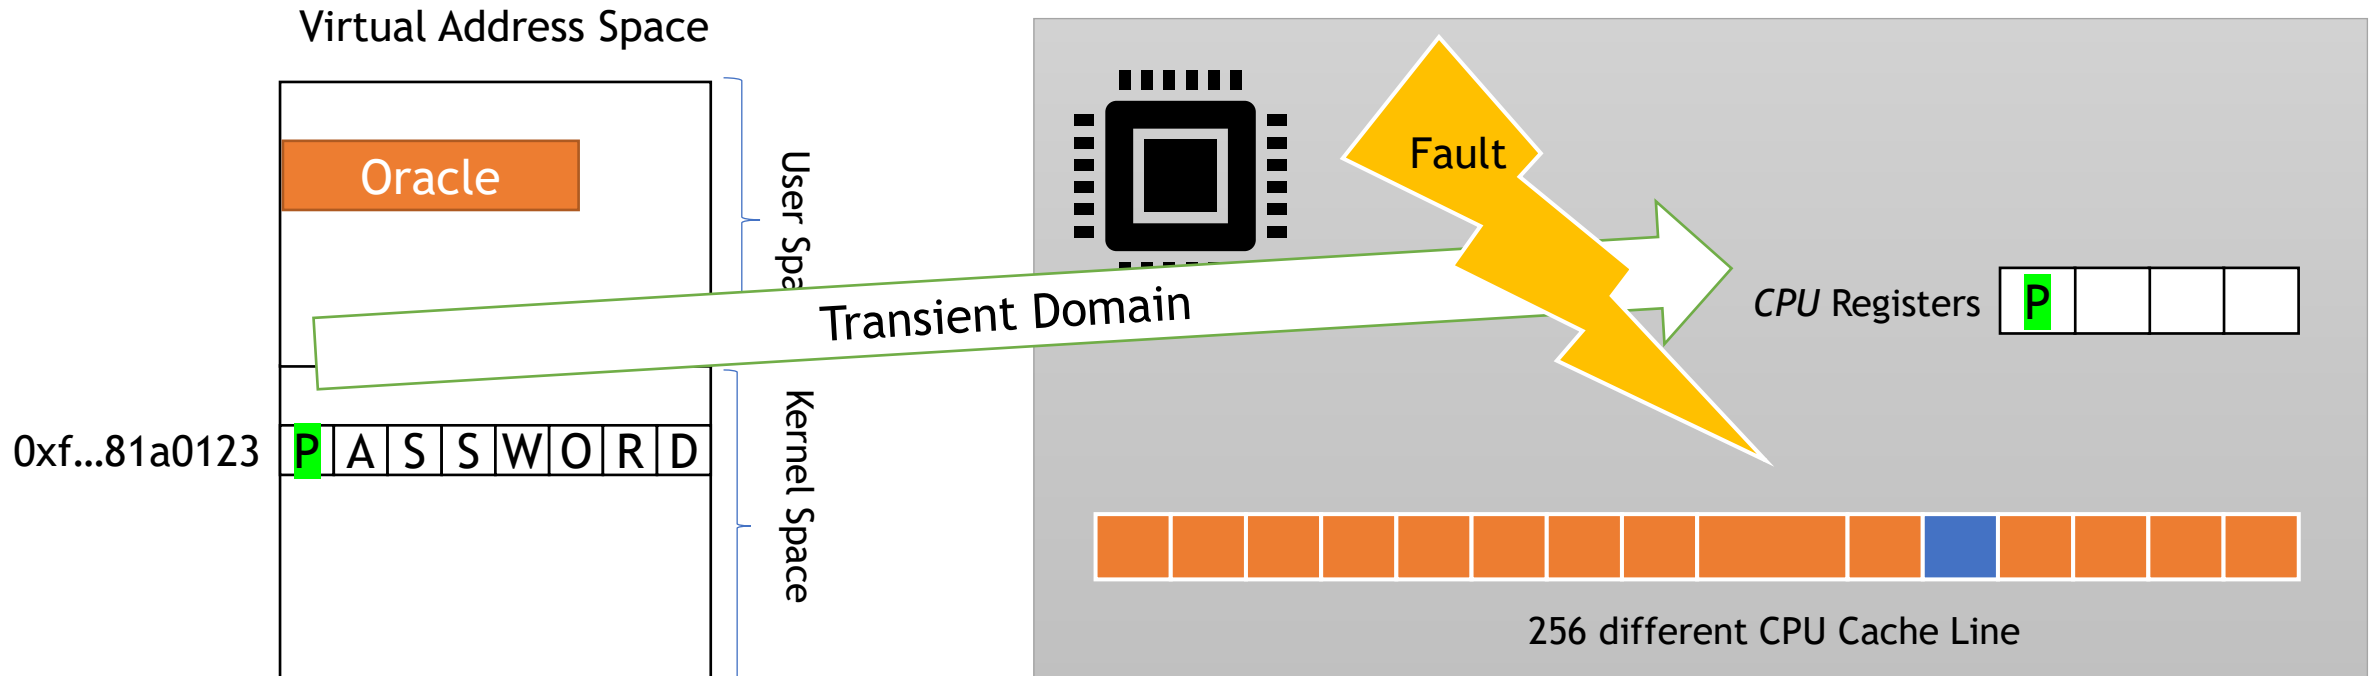 Virtual Address Space
Oracle
User Spa
Fault
Transient Domain
CPU Registers
P
0xf...81a0123
P A S S W O R D
Kernel Space
256 different CPU Cache Line